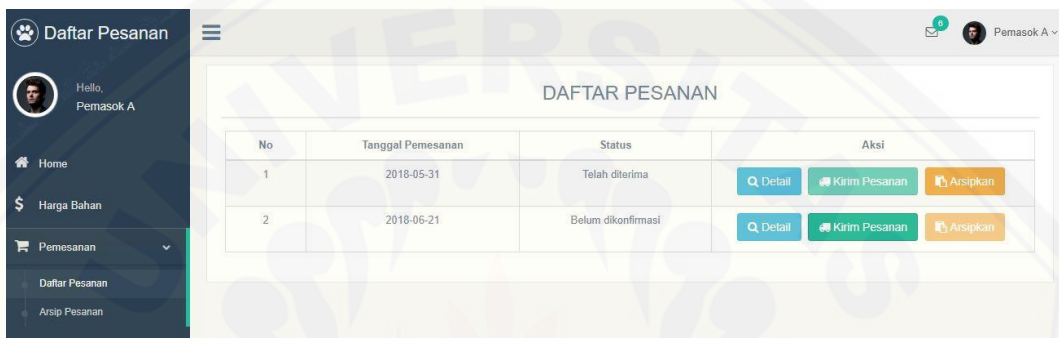 Daftar Pesanan
6
Pemasok A
Hello,
Pemasok A
Home
Harga Bahan
Pemesanan
Daftar Pesanan
Arsip Pesanan
DAFTAR PESANAN
No Tanggal Pemesanan Status Aksi
1 2018-05-31 Telah diterima Detail Kirim Pesanan Arsipkan
2 2018-06-21 Belum dikonfirmasi Detail Kirim Pesanan Arsipkan
UNIVERSITAS